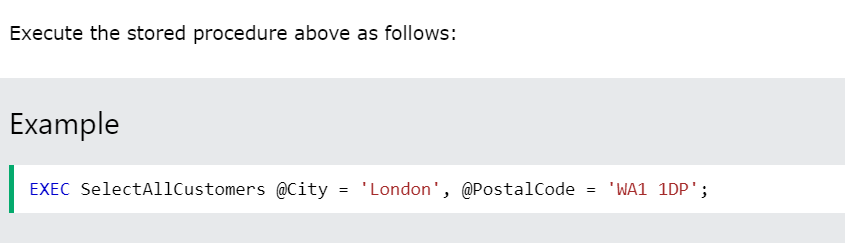 Execute the stored procedure above as follows:
Example
EXEC SelectAllCustomers @City = 'London', @PostalCode = 'WA1 1DP';